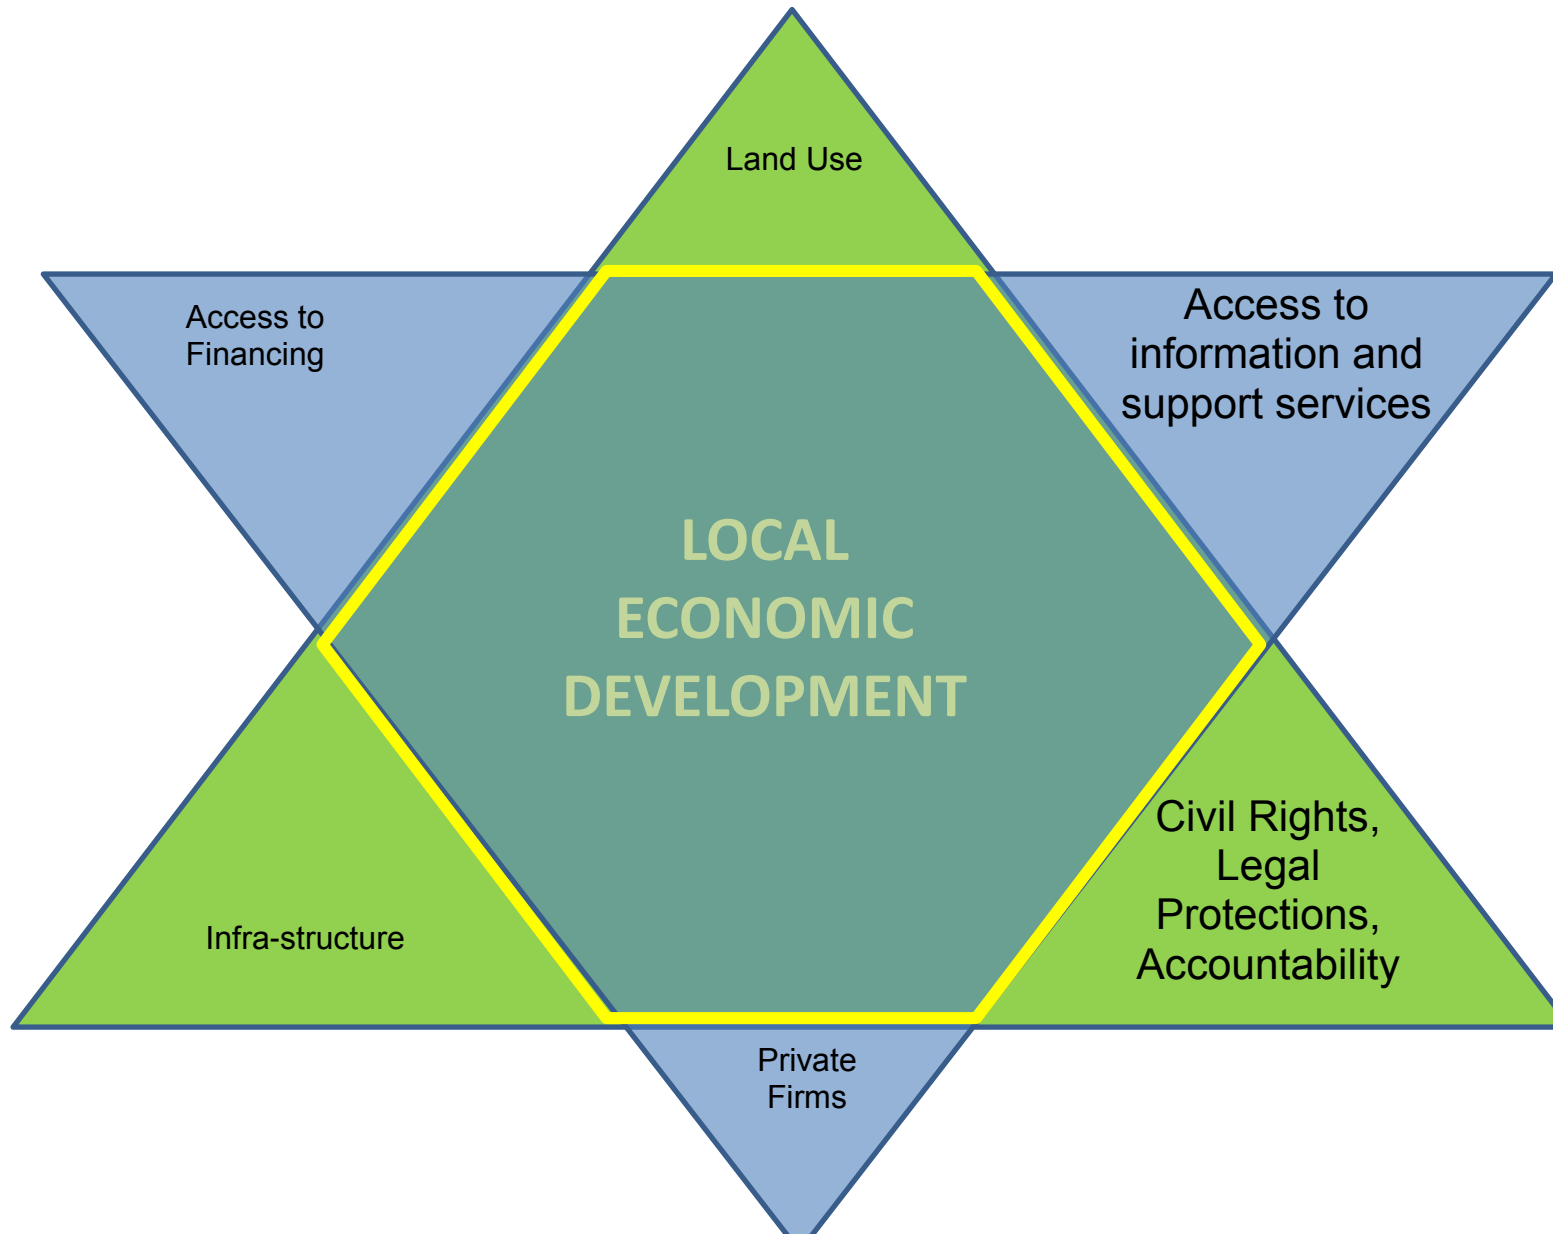 Land Use
Access to
Financing
Access to
information and
support services
LOCAL
ECONOMIC
DEVELOPMENT
Infra-structure
Civil Rights,
Legal
Protections,
Accountability
Private
Firms